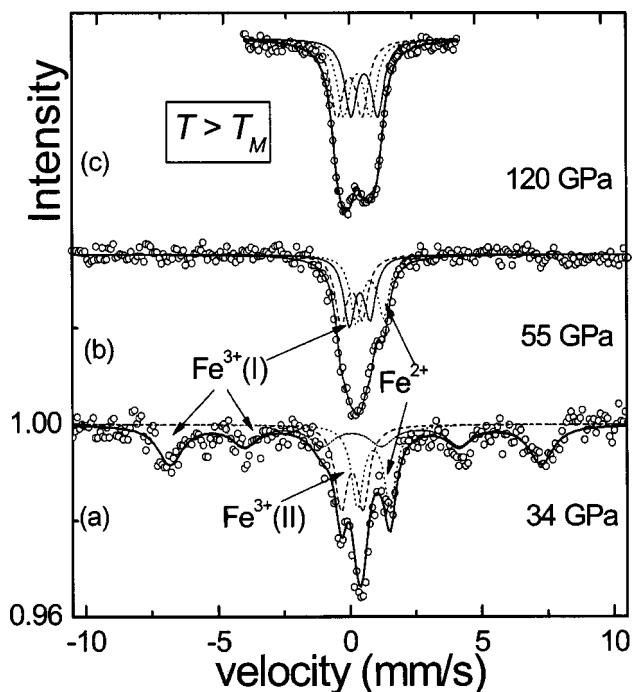 Intensity
T > T_M
(c)
120 GPa
(b)
55 GPa
Fe³⁺(I)
Fe²⁺
1.00
Fe³⁺(II)
(a)
34 GPa
0.96
-10 -5 0 5 10
velocity (mm/s)